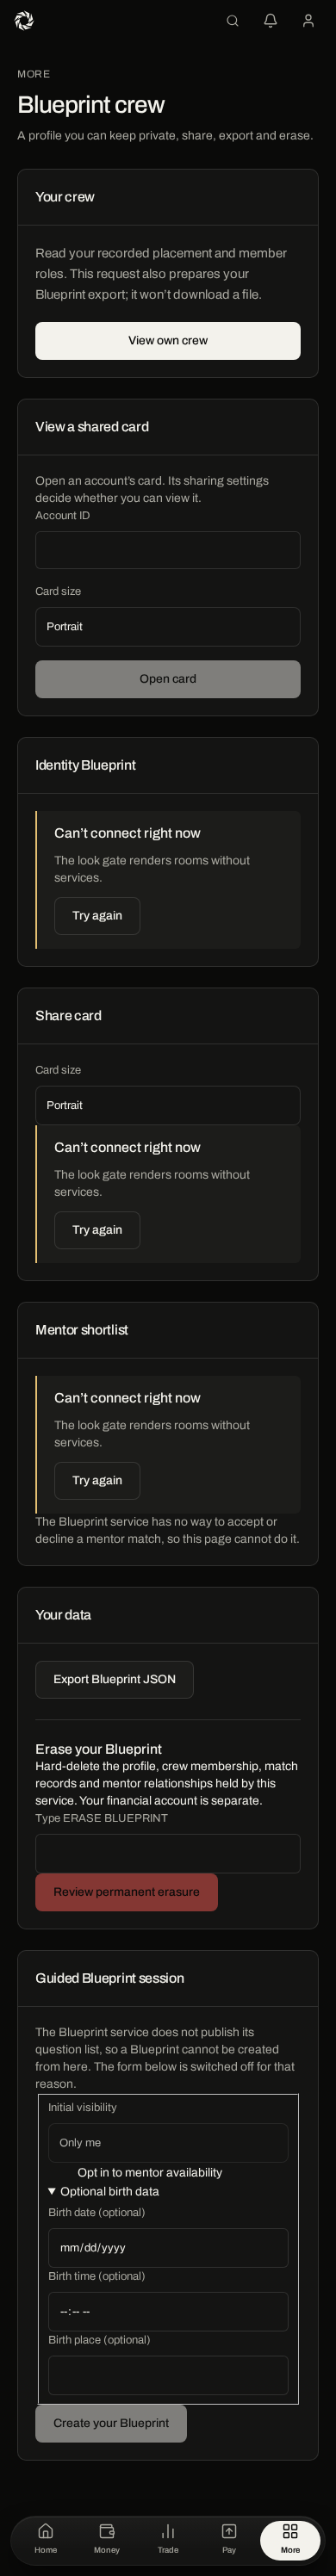 MORE
Blueprint crew
A profile you can keep private, share, export and erase.
Your crew
Read your recorded placement and member
roles. This request also prepares your
Blueprint export; it won’t download a file.
View own crew
View a shared card
Open an account’s card. Its sharing settings
decide whether you can view it.
Account ID
Card size
Portrait
Open card
Identity Blueprint
Can’t connect right now
The look gate renders rooms without
services.
Try again
Share card
Card size
Portrait
Can’t connect right now
The look gate renders rooms without
services.
Try again
Mentor shortlist
Can’t connect right now
The look gate renders rooms without
services.
Try again
The Blueprint service has no way to accept or
decline a mentor match, so this page cannot do it.
Your data
Export Blueprint JSON
Erase your Blueprint
Hard-delete the profile, crew membership, match
records and mentor relationships held by this
service. Your financial account is separate.
Type ERASE BLUEPRINT
Review permanent erasure
Guided Blueprint session
The Blueprint service does not publish its
question list, so a Blueprint cannot be created
from here. The form below is switched off for that
reason.
Initial visibility
Only me
Opt in to mentor availability
Optional birth data
Birth date (optional)
mm/dd/yyyy
Birth time (optional)
--:-- --
Birth place (optional)
Create your Blueprint
Home Money Trade Pay More